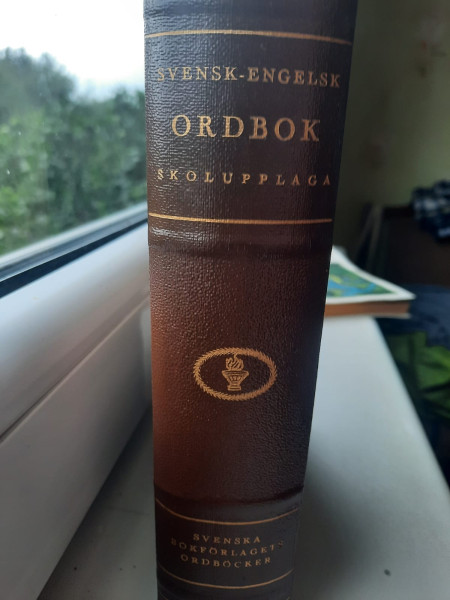 SVENSK-ENGELSK
ORDBOK
SKOLUPPLAGA
SVENSKA
BOKFÖRLAGETS
ORDBÖCKER